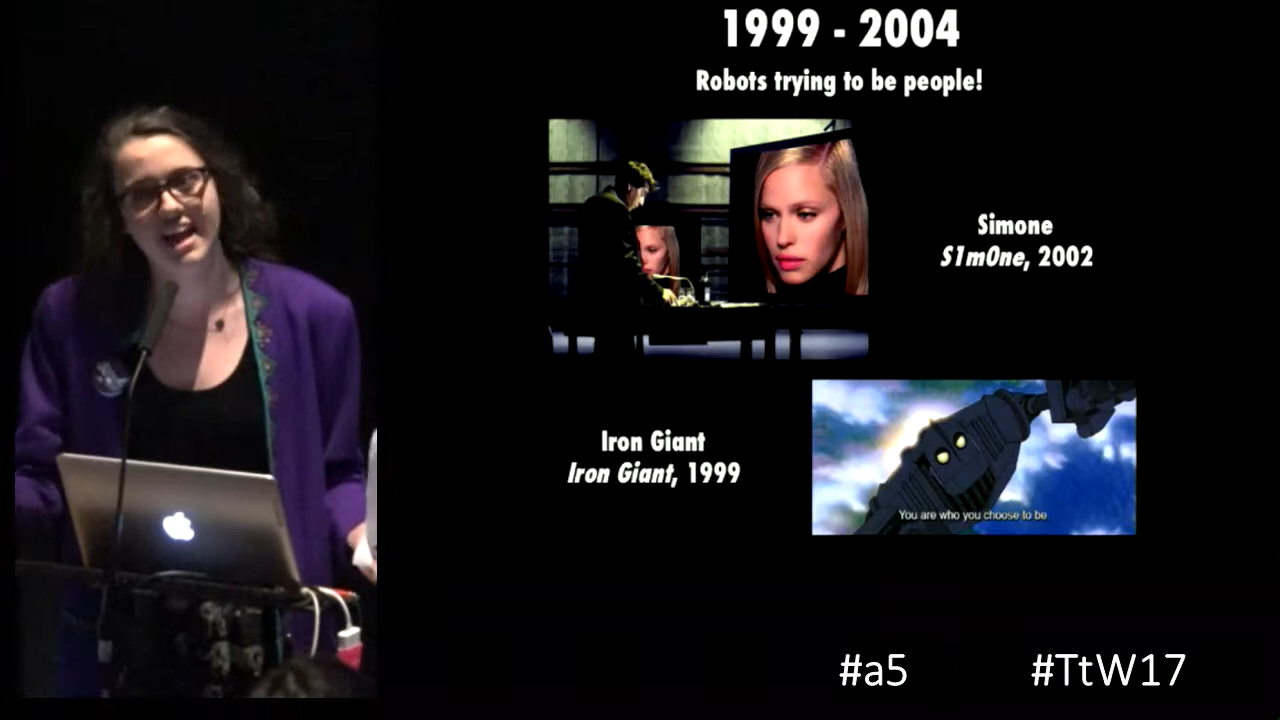 1999 - 2004
Robots trying to be people!
Simone
S1m0ne, 2002
Iron Giant
Iron Giant, 1999
You are who you choose to be.
#a5
#TtW17